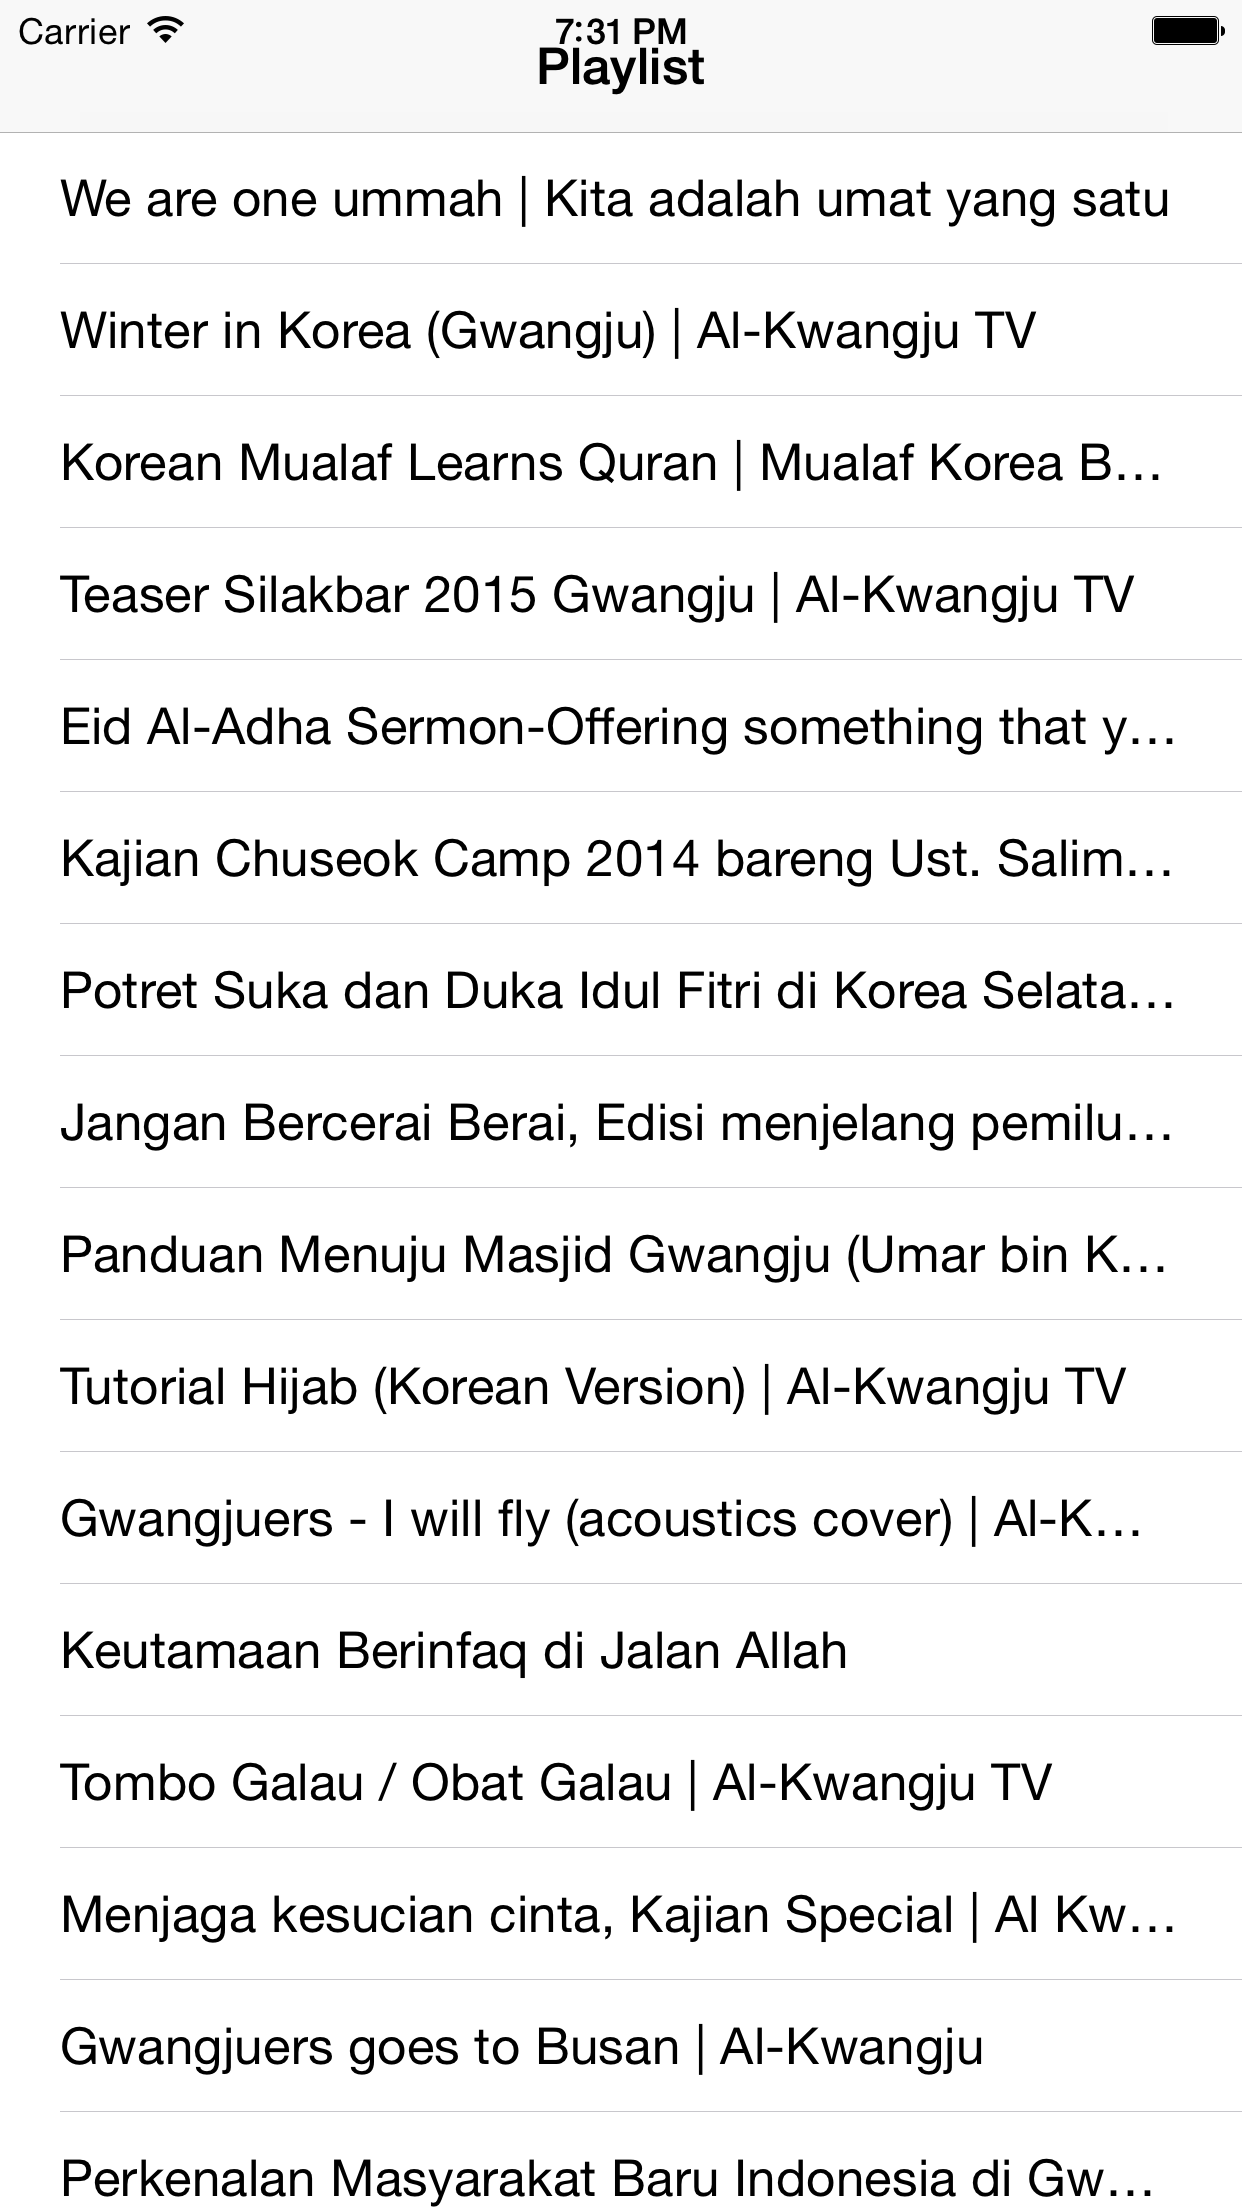 Carrier 7:31 PM
Playlist
We are one ummah | Kita adalah umat yang satu
Winter in Korea (Gwangju) | Al-Kwangju TV
Korean Mualaf Learns Quran | Mualaf Korea B…
Teaser Silakbar 2015 Gwangju | Al-Kwangju TV
Eid Al-Adha Sermon-Offering something that y…
Kajian Chuseok Camp 2014 bareng Ust. Salim…
Potret Suka dan Duka Idul Fitri di Korea Selata…
Jangan Bercerai Berai, Edisi menjelang pemilu…
Panduan Menuju Masjid Gwangju (Umar bin K…
Tutorial Hijab (Korean Version) | Al-Kwangju TV
Gwangjuers - I will fly (acoustics cover) | Al-K…
Keutamaan Berinfaq di Jalan Allah
Tombo Galau / Obat Galau | Al-Kwangju TV
Menjaga kesucian cinta, Kajian Special | Al Kw…
Gwangjuers goes to Busan | Al-Kwangju
Perkenalan Masyarakat Baru Indonesia di Gw…